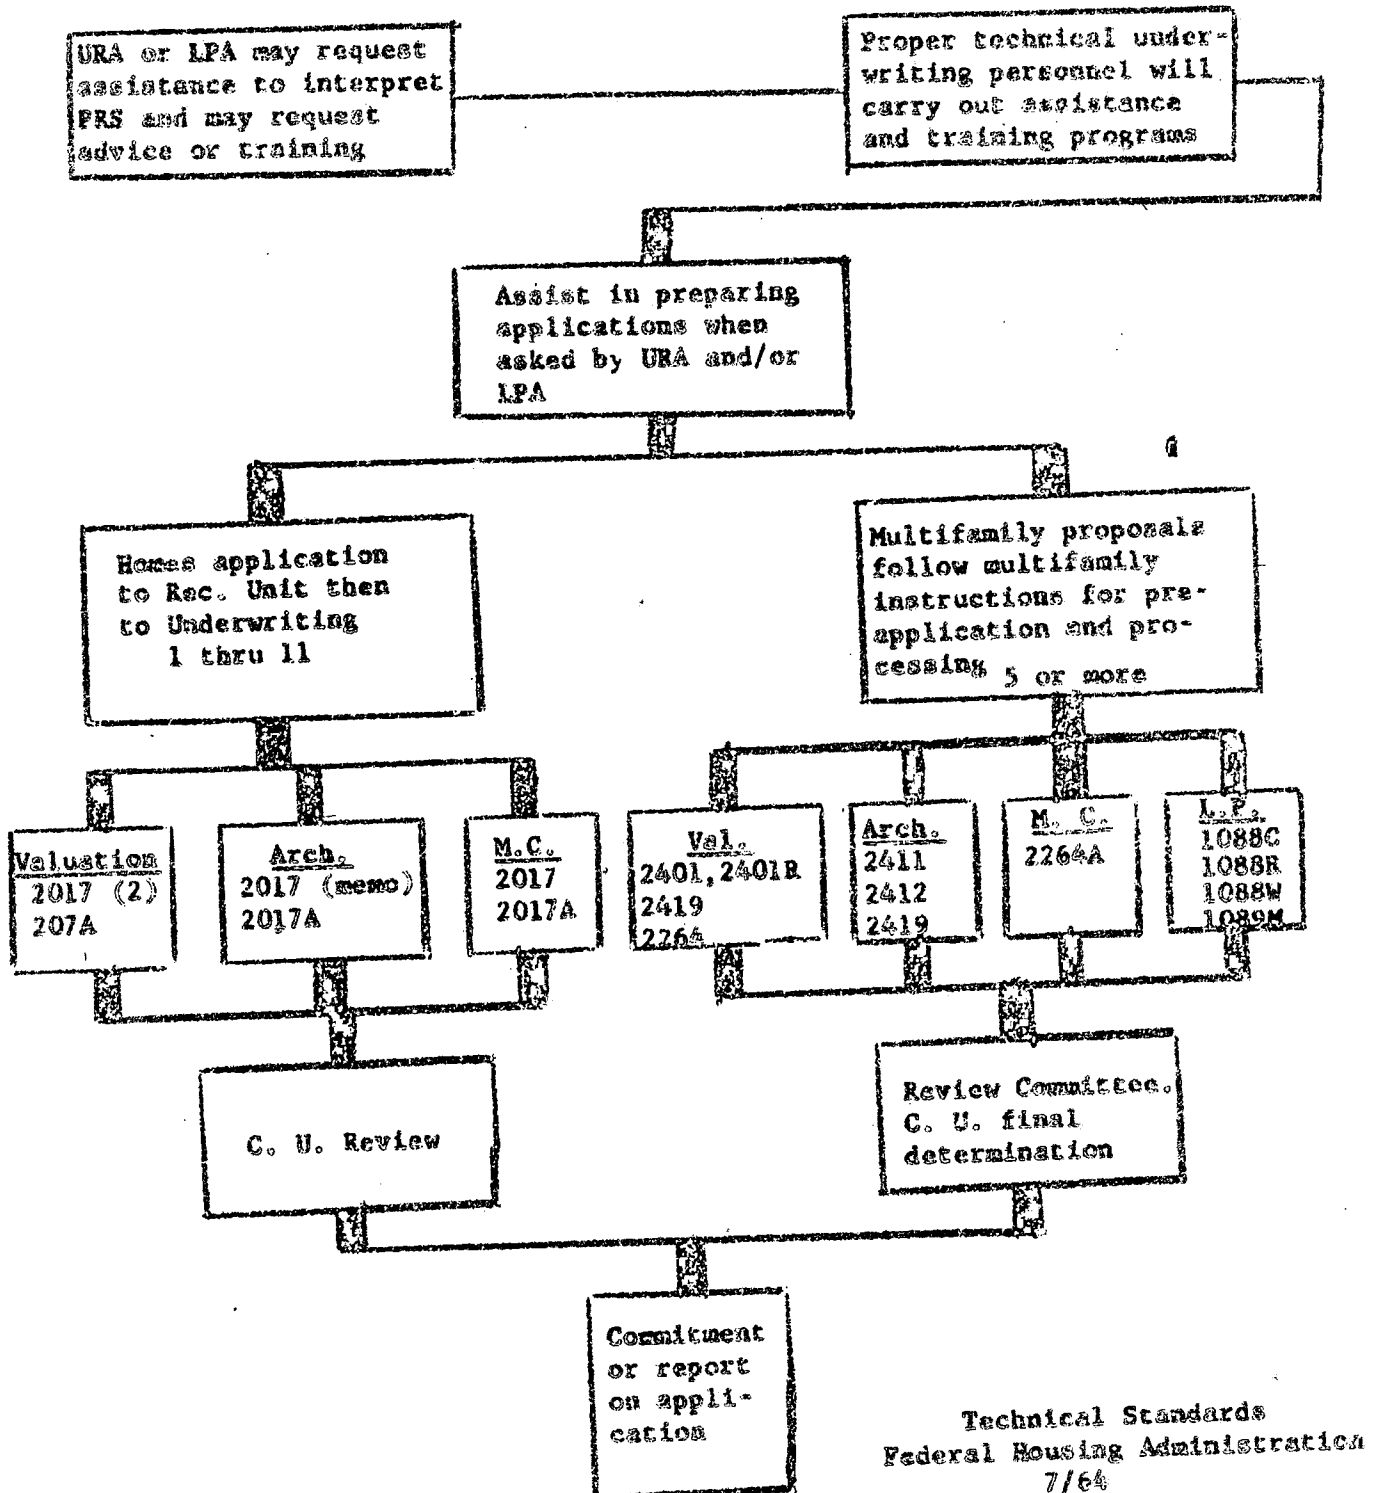 URA or LPA may request
assistance to interpret
PRS and may request
advice or training
Proper technical under-
writing personnel will
carry out assistance
and training programs
Assist in preparing
applications when
asked by URA and/or
LPA
Homes application
to Rec. Unit then
to Underwriting
1 thru 11
Multifamily proposals
follow multifamily
instructions for pre-
application and pro-
cessing 5 or more
Valuation
2017 (2)
207A
Arch.
2017 (memo)
2017A
M.C.
2017
2017A
Val.
2401, 2401R
2419
2264
Arch.
2411
2412
2419
M. C.
2264A
L.P.
1088C
1088R
1088W
1089M
C. U. Review
Review Committee.
C. U. final
determination
Commitment
or report
on appli-
cation
Technical Standards
Federal Housing Administration
7/64